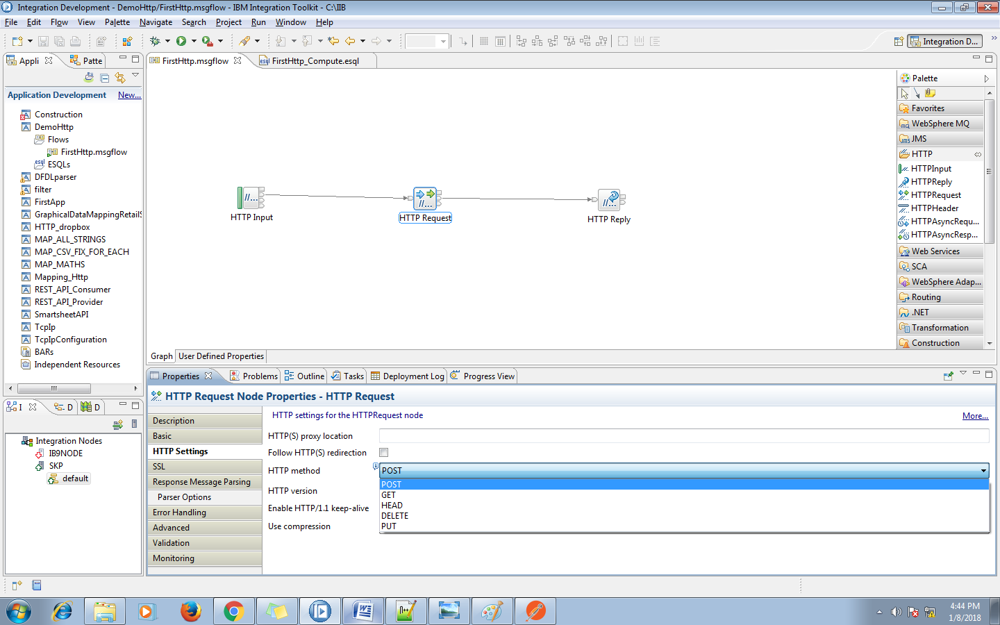 Integration Development - DemoHttp/FirstHttp.msgflow - IBM Integration Toolkit - C:\IIB
File Edit Flow View Palette Navigate Search Project Run Window Help
Integration D...
Appli
Patte
FirstHttp.msgflow
FirstHttp_Compute.esql
Application Development
New...
Construction
DemoHttp
Flows
FirstHttp.msgflow
ESQLs
DFDLparser
filter
FirstApp
GraphicalDataMappingRetailS
HTTP_dropbox
MAP_ALL_STRINGS
MAP_CSV_FIX_FOR_EACH
MAP_MATHS
Mapping_Http
REST_API_Consumer
REST_API_Provider
SmartsheetAPI
TcpIp
TcpIpConfiguration
BARs
Independent Resources
HTTP Input
HTTP Request
HTTP Reply
Palette
Favorites
WebSphere MQ
JMS
HTTP
HTTPInput
HTTPReply
HTTPRequest
HTTPHeader
HTTPAsyncRequ...
HTTPAsyncResp...
Web Services
SCA
WebSphere Adap...
Routing
.NET
Transformation
Construction
Graph
User Defined Properties
I
D
D
Integration Nodes
IB9NODE
SKP
default
Properties
Problems
Outline
Tasks
Deployment Log
Progress View
HTTP Request Node Properties - HTTP Request
Description
Basic
HTTP Settings
SSL
Response Message Parsing
Parser Options
Error Handling
Advanced
Validation
Monitoring
HTTP settings for the HTTPRequest node
More...
HTTP(S) proxy location
Follow HTTP(S) redirection
HTTP method
POST
HTTP version
Enable HTTP/1.1 keep-alive
Use compression
POST
GET
HEAD
DELETE
PUT
4:44 PM
1/8/2018